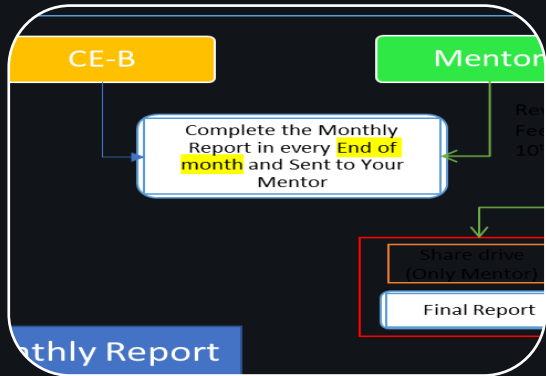 CE-B
Mentor
Complete the Monthly
Report in every End of
month and Sent to Your
Mentor
10
Share drive
(Only Mentor)
Final Report
Report